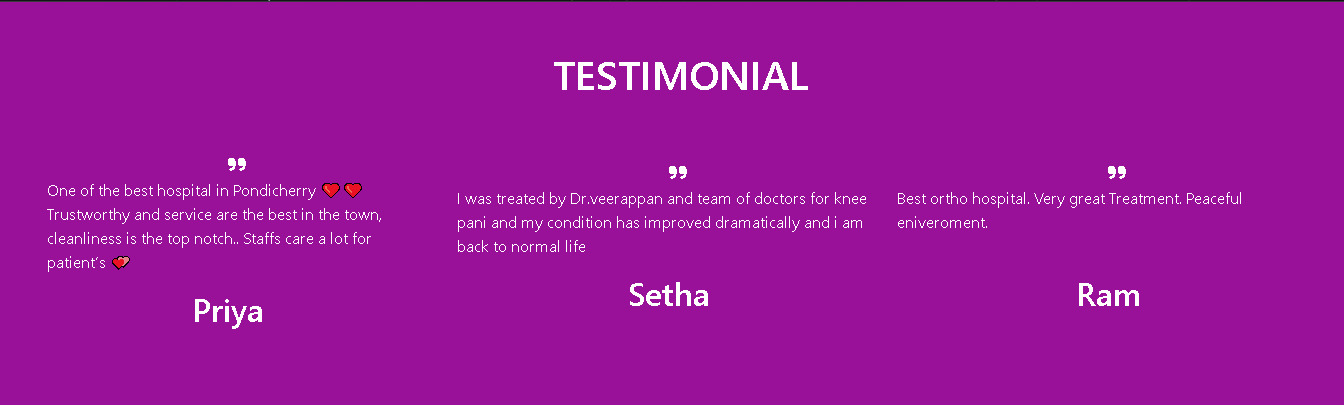 TESTIMONIAL
❞
One of the best hospital in Pondicherry ❤️❤️
Trustworthy and service are the best in the town,
cleanliness is the top notch.. Staffs care a lot for
patient's 💕
Priya
❞
I was treated by Dr.veerappan and team of doctors for knee
pani and my condition has improved dramatically and i am
back to normal life
Setha
❞
Best ortho hospital. Very great Treatment. Peaceful
eniveroment.
Ram